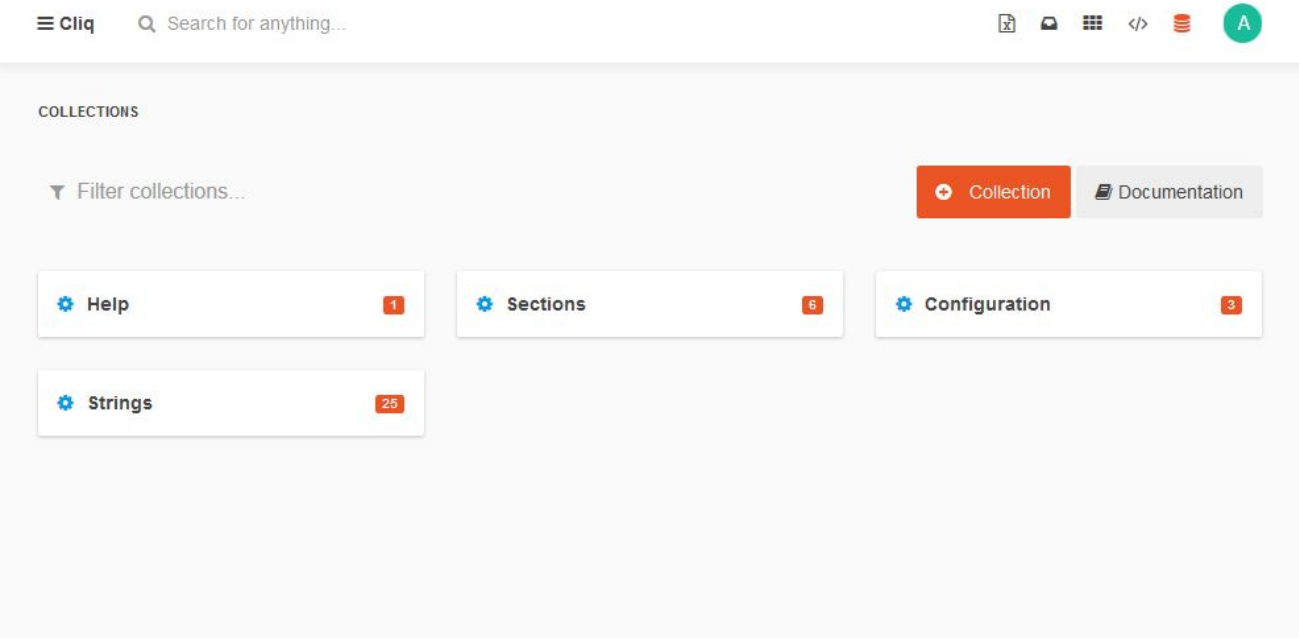 Cliq Search for anything... A
COLLECTIONS
Filter collections... Collection Documentation
Help 1 Sections 6 Configuration 3
Strings 25